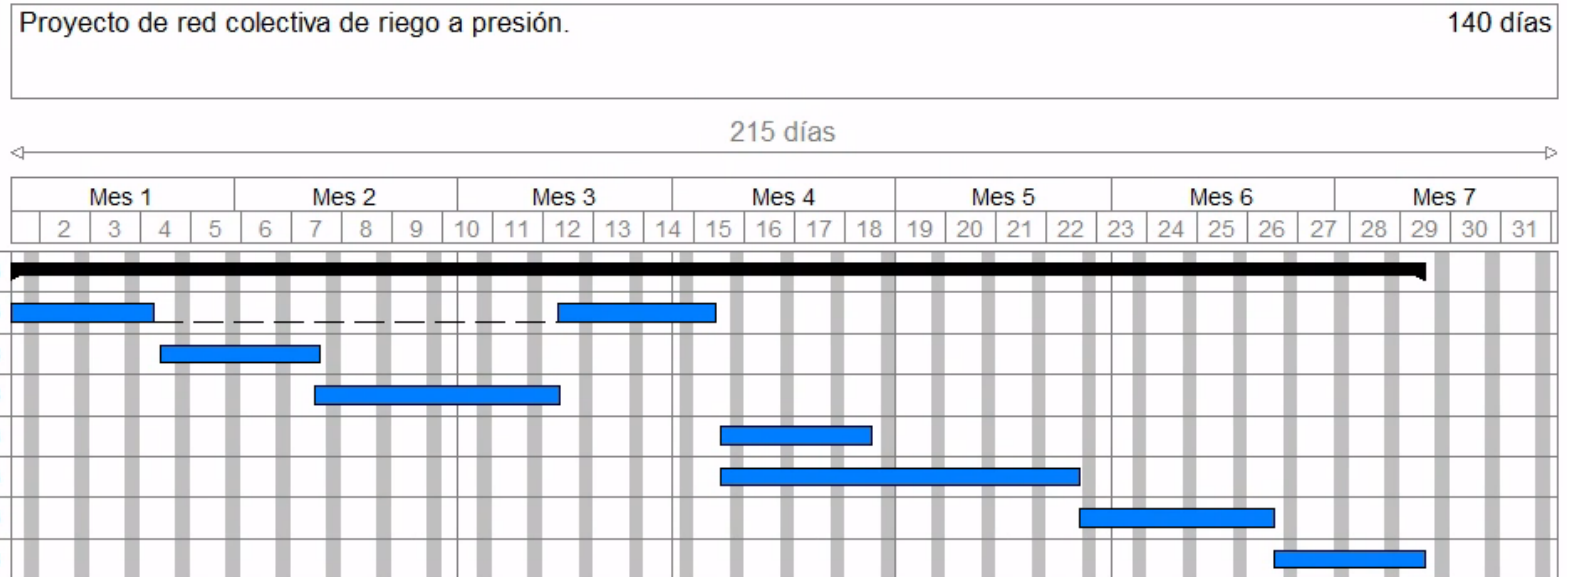 Proyecto de red colectiva de riego a presión. 140 días
215 días
Mes 1 Mes 2 Mes 3 Mes 4 Mes 5 Mes 6 Mes 7
2 3 4 5 6 7 8 9 10 11 12 13 14 15 16 17 18 19 20 21 22 23 24 25 26 27 28 29 30 31